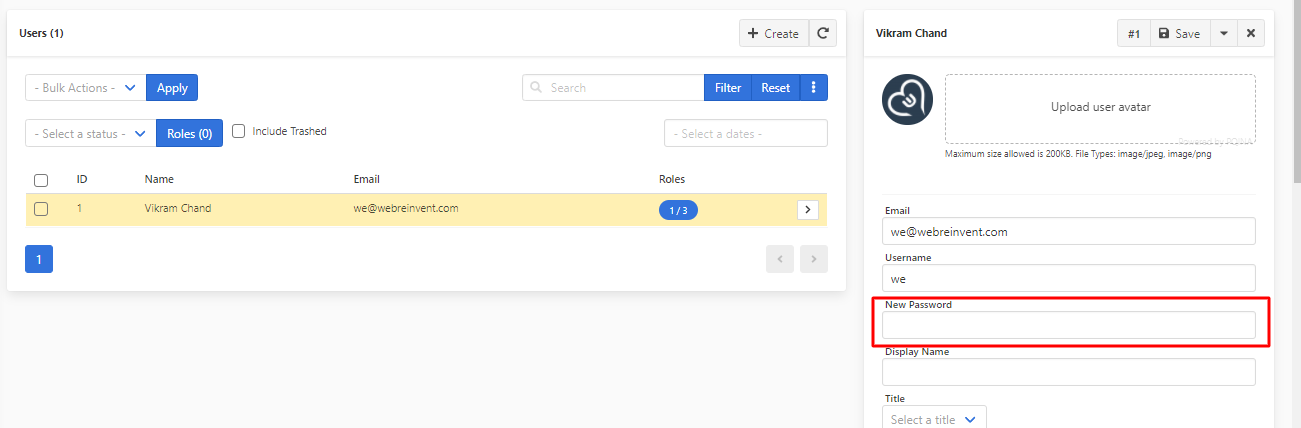 Users (1)
Create
- Bulk Actions -
Apply
Search
Filter
Reset
- Select a status -
Roles (0)
Include Trashed
- Select a dates -
ID Name Email Roles
1 Vikram Chand we@webreinvent.com 1 / 3
1
Vikram Chand
#1
Save
Upload user avatar
Powered by PQINA
Maximum size allowed is 200KB. File Types: image/jpeg, image/png
Email
we@webreinvent.com
Username
we
New Password
Display Name
Title
Select a title